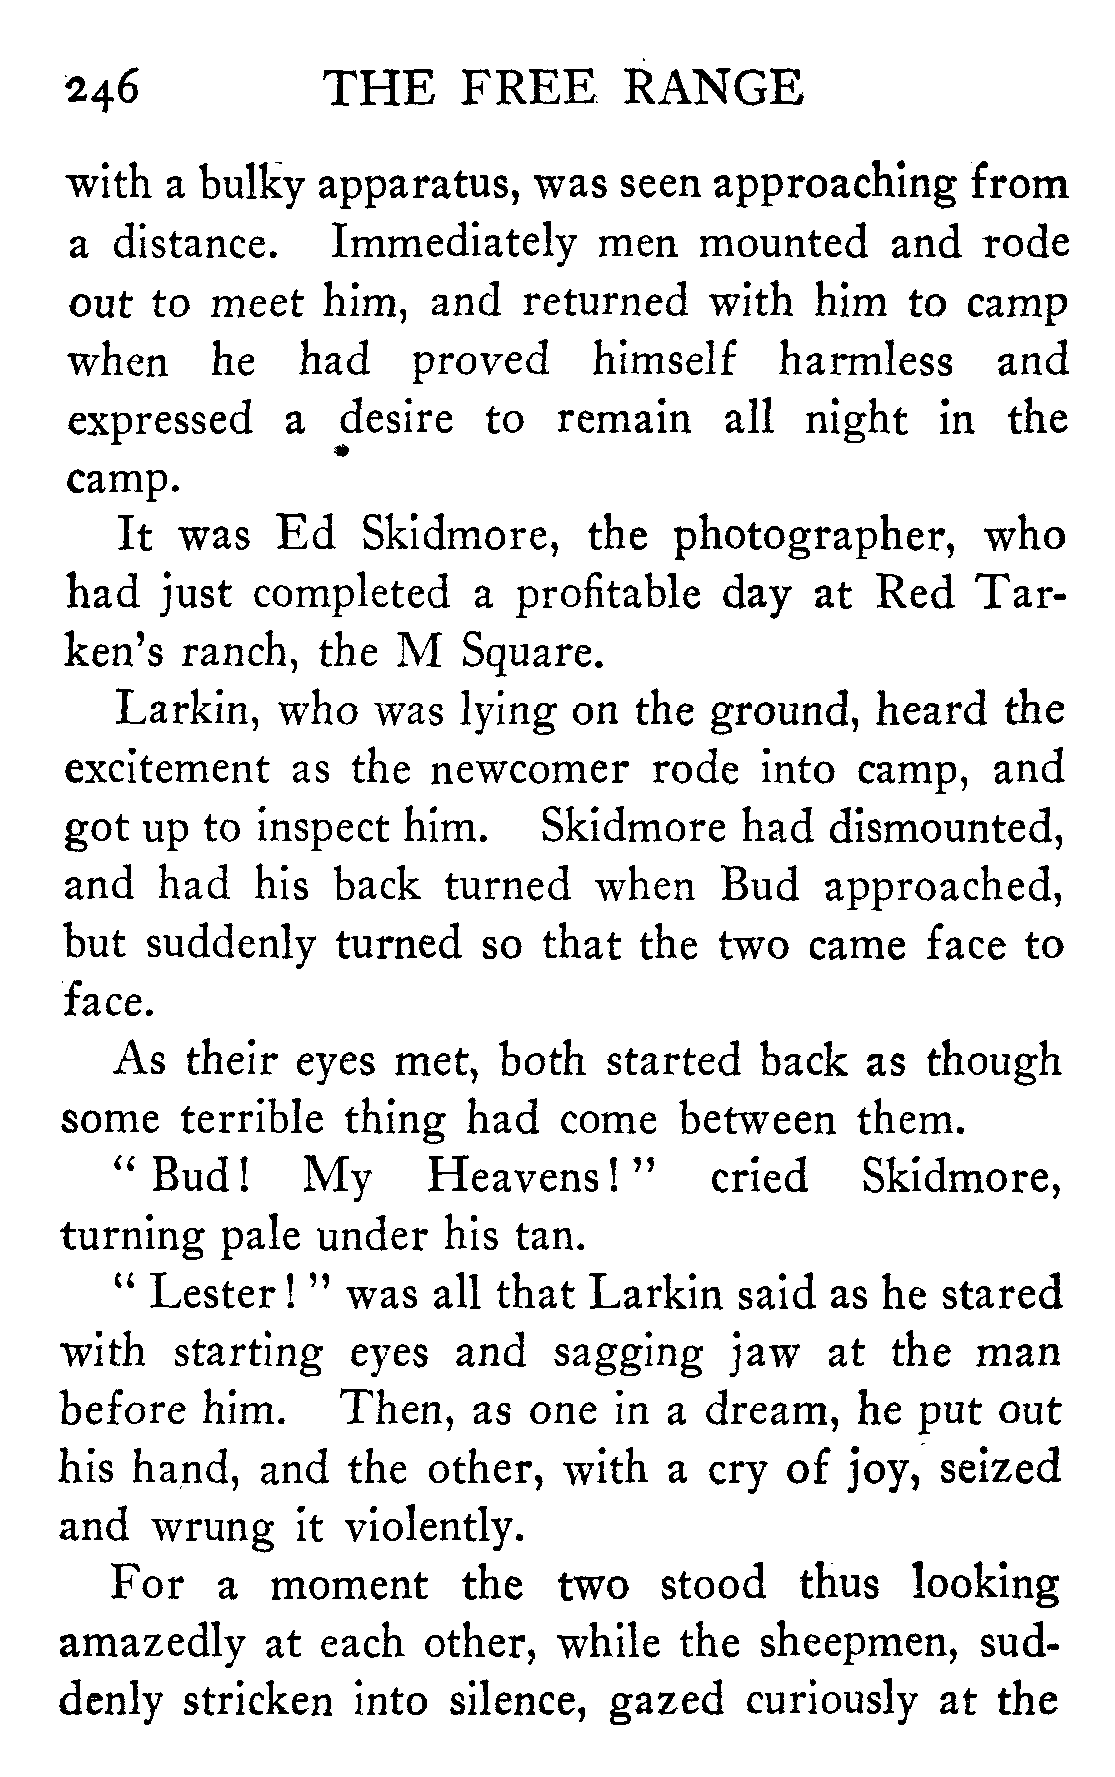 246 THE FREE RANGE
with a bulky apparatus, was seen approaching from
a distance. Immediately men mounted and rode
out to meet him, and returned with him to camp
when he had proved himself harmless and
expressed a desire to remain all night in the
camp.
It was Ed Skidmore, the photographer, who
had just completed a profitable day at Red Tar-
ken's ranch, the M Square.
Larkin, who was lying on the ground, heard the
excitement as the newcomer rode into camp, and
got up to inspect him. Skidmore had dismounted,
and had his back turned when Bud approached,
but suddenly turned so that the two came face to
face.
As their eyes met, both started back as though
some terrible thing had come between them.
" Bud! My Heavens! " cried Skidmore,
turning pale under his tan.
" Lester! " was all that Larkin said as he stared
with starting eyes and sagging jaw at the man
before him. Then, as one in a dream, he put out
his hand, and the other, with a cry of joy, seized
and wrung it violently.
For a moment the two stood thus looking
amazedly at each other, while the sheepmen, sud-
denly stricken into silence, gazed curiously at the